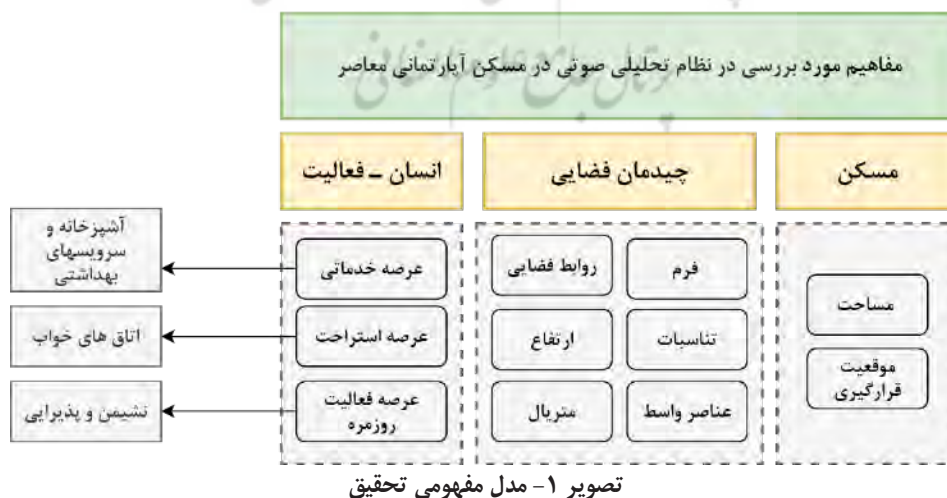 مفاهیم مورد بررسی در نظام تحلیلی صوتی در مسکن آپارتمانی معاصر
مسکن
چیدمان فضایی
انسان ـ فعالیت
مساحت
موقعیت
قرارگیری
فرم
روابط فضایی
تناسبات
ارتفاع
عناصر واسط
متریال
عرصه خدماتی
عرصه استراحت
عرصه فعالیت
روزمره
آشپزخانه و
سرویسهای
بهداشتی
اتاق های خواب
نشیمن و پذیرایی
تصویر ۱- مدل مفهومی تحقیق